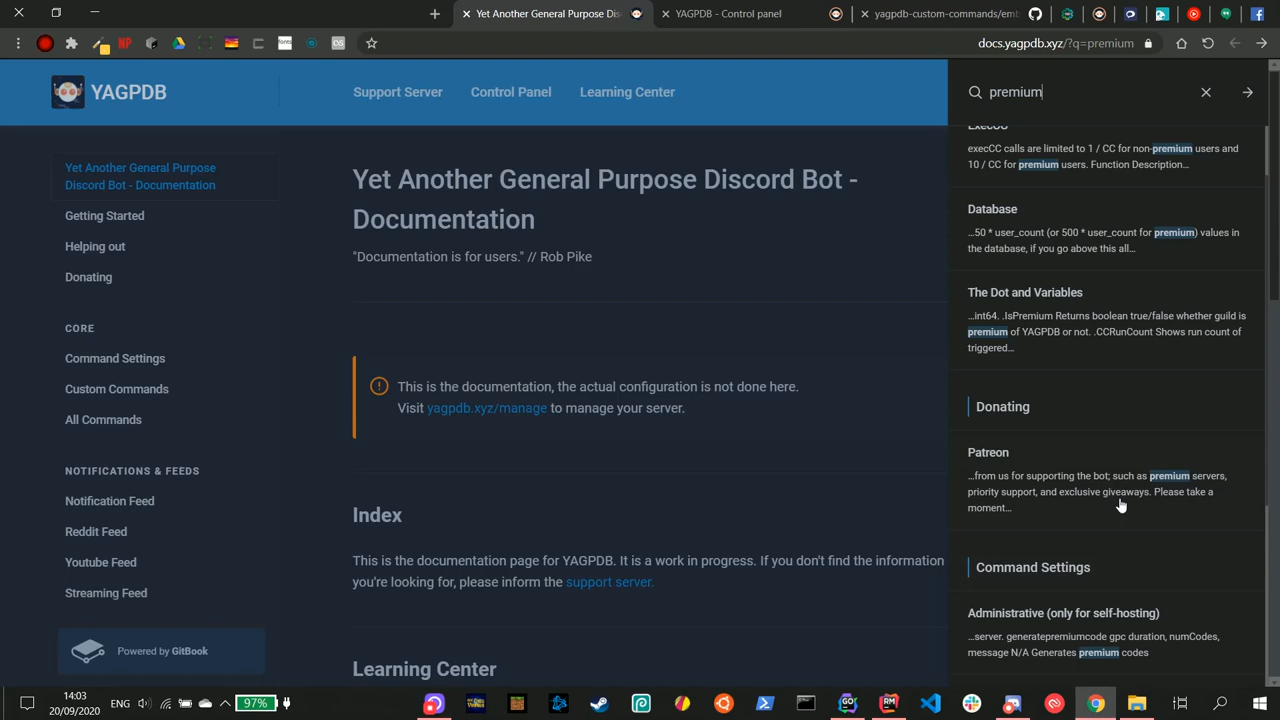 Yet Another General Purpose Dis
YAGPDB - Control panel
yagpdb-custom-commands/emb
docs.yagpdb.xyz/?q=premium
YAGPDB
Support Server
Control Panel
Learning Center
premium
Yet Another General Purpose
Discord Bot - Documentation
Getting Started
Helping out
Donating
CORE
Command Settings
Custom Commands
All Commands
NOTIFICATIONS & FEEDS
Notification Feed
Reddit Feed
Youtube Feed
Streaming Feed
Powered by GitBook
Yet Another General Purpose Discord Bot -
Documentation
"Documentation is for users." // Rob Pike
This is the documentation, the actual configuration is not done here.
Visit yagpdb.xyz/manage to manage your server.
Index
This is the documentation page for YAGPDB. It is a work in progress. If you don't find the information
you're looking for, please inform the support server.
Learning Center
ExecCC
execCC calls are limited to 1 / CC for non-premium users and
10 / CC for premium users. Function Description...
Database
...50 * user_count (or 500 * user_count for premium) values in
the database, if you go above this all...
The Dot and Variables
...int64. .IsPremium Returns boolean true/false whether guild is
premium of YAGPDB or not. .CCRunCount Shows run count of
triggered...
Donating
Patreon
...from us for supporting the bot; such as premium servers,
priority support, and exclusive giveaways. Please take a
moment...
Command Settings
Administrative (only for self-hosting)
...server. generatepremiumcode gpc duration, numCodes,
message N/A Generates premium codes
14:03
20/09/2020
ENG
97%